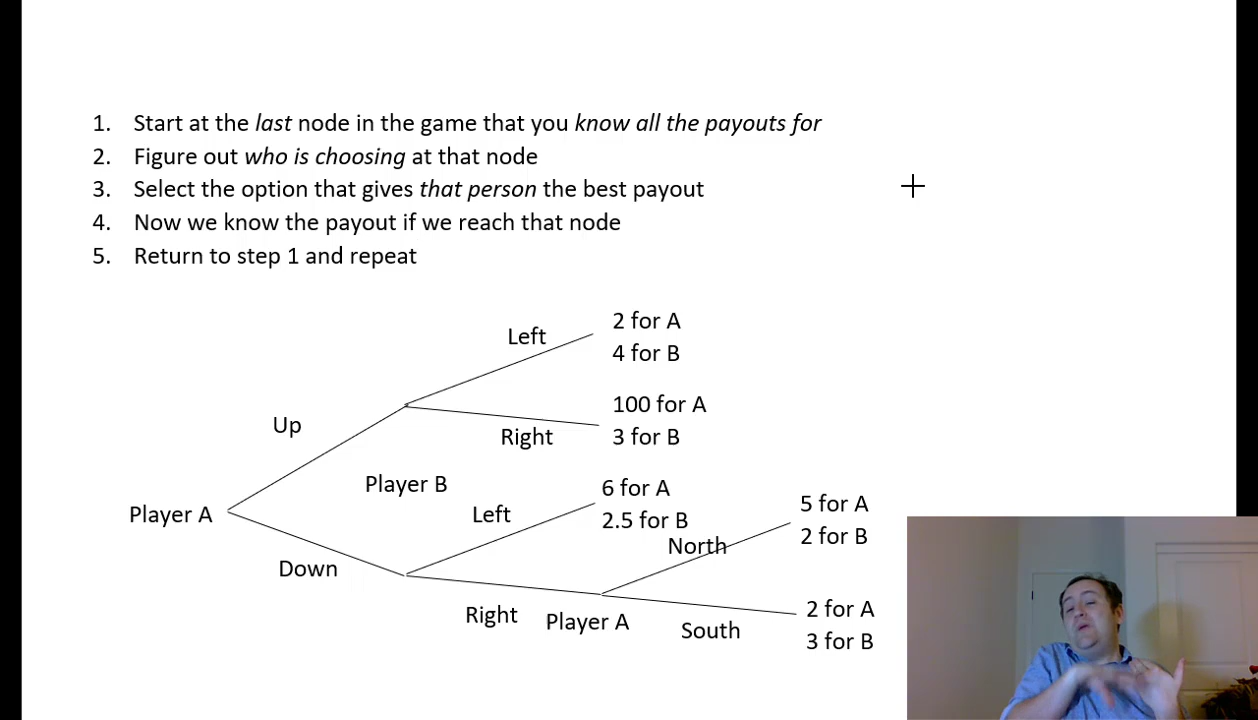 1. Start at the last node in the game that you know all the payouts for
2. Figure out who is choosing at that node
3. Select the option that gives that person the best payout
4. Now we know the payout if we reach that node
5. Return to step 1 and repeat
Left
2 for A
4 for B
100 for A
Up
Right
3 for B
Player B
6 for A
5 for A
Player A
Left
2.5 for B
2 for B
North
Down
2 for A
Right
Player A
South
3 for B